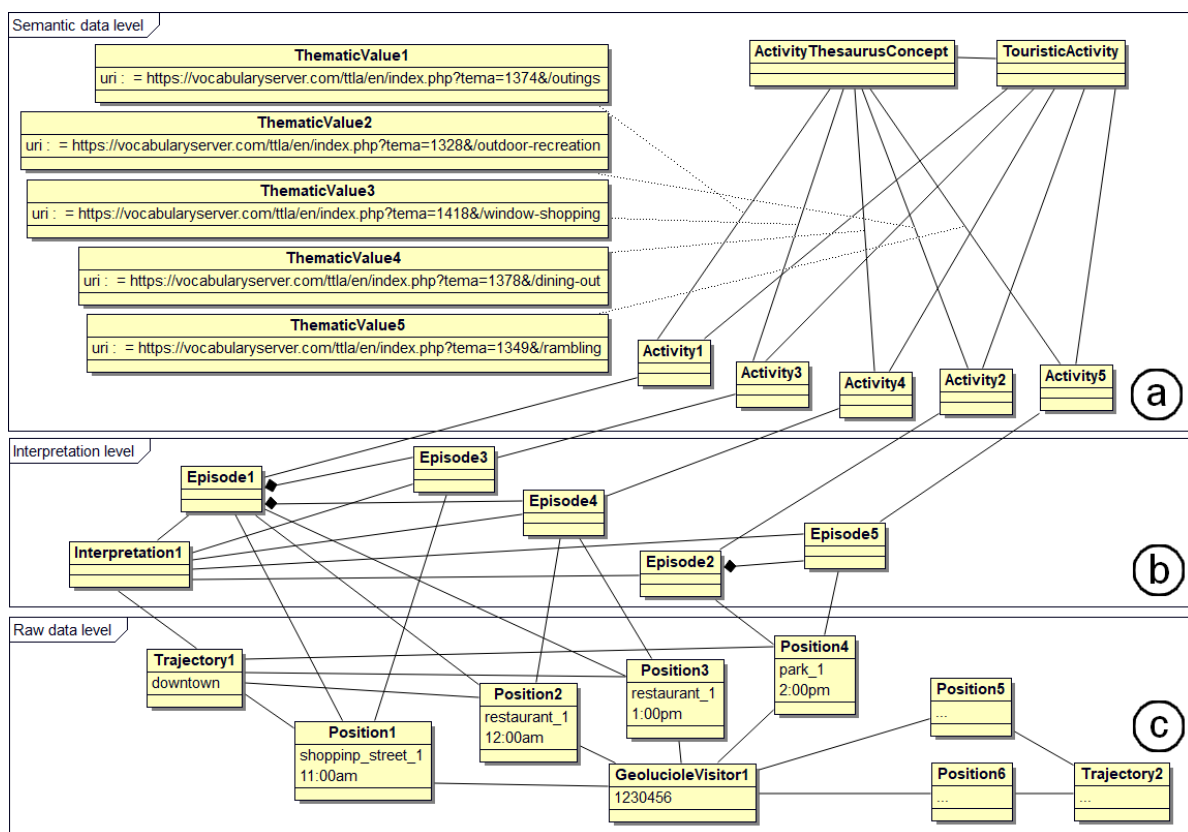 Semantic data level
ThematicValue1
uri :  = https://vocabularyserver.com/ttla/en/index.php?tema=1374&/outings
ThematicValue2
uri :  = https://vocabularyserver.com/ttla/en/index.php?tema=1328&/outdoor-recreation
ThematicValue3
uri :  = https://vocabularyserver.com/ttla/en/index.php?tema=1418&/window-shopping
ThematicValue4
uri :  = https://vocabularyserver.com/ttla/en/index.php?tema=1378&/dining-out
ThematicValue5
uri :  = https://vocabularyserver.com/ttla/en/index.php?tema=1349&/rambling
ActivityThesaurusConcept
TouristicActivity
Activity1
Activity3
Activity4
Activity2
Activity5
a
Interpretation level
Episode1
Episode3
Episode4
Episode5
Interpretation1
Episode2
b
Raw data level
Trajectory1
downtown
Position1
shoppinp_street_1
11:00am
Position2
restaurant_1
12:00am
Position3
restaurant_1
1:00pm
Position4
park_1
2:00pm
Position5
...
GeolucioleVisitor1
1230456
Position6
...
Trajectory2
...
c